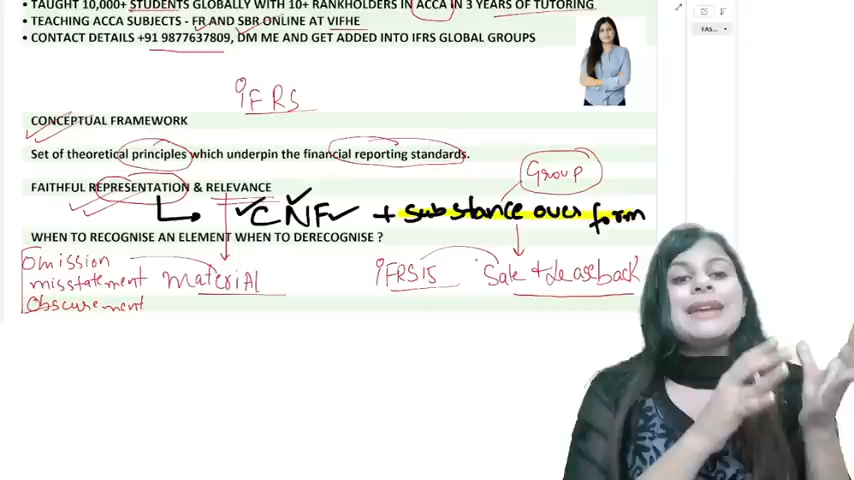 • TAUGHT 10,000+ STUDENTS GLOBALLY WITH 10+ RANKHOLDERS IN ACCA IN 3 YEARS OF TUTORING.
• TEACHING ACCA SUBJECTS - FR AND SBR ONLINE AT VIFHE
• CONTACT DETAILS +91 9877637809, DM ME AND GET ADDED INTO IFRS GLOBAL GROUPS
FAS...
iFRS
CONCEPTUAL FRAMEWORK
Set of theoretical principles which underpin the financial reporting standards.
Group
FAITHFUL REPRESENTATION & RELEVANCE
CNF + substance over form
WHEN TO RECOGNISE AN ELEMENT WHEN TO DERECOGNISE ?
Omission
misstatement
Obscurement
Material
iFRS15 Sale + Leaseback